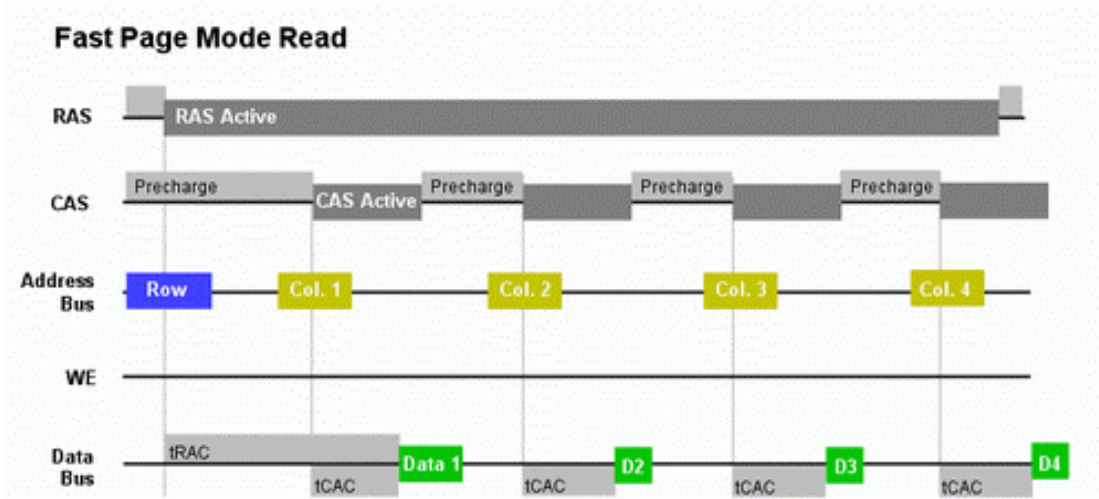 Fast Page Mode Read
RAS
RAS Active
CAS
Precharge
CAS Active
Precharge
Precharge
Precharge
Address
Bus
Row
Col. 1
Col. 2
Col. 3
Col. 4
WE
Data
Bus
tRAC
Data 1
D2
D3
D4
tCAC
tCAC
tCAC
tCAC